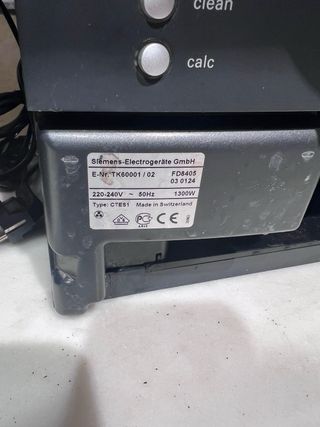 clean
calc
Siemens-Electrogeräte GmbH
E-Nr. TK60001 / 02 FD8405
03 0124
220-240V ~ 50Hz 1300W
Type: CTES1 Made in Switzerland